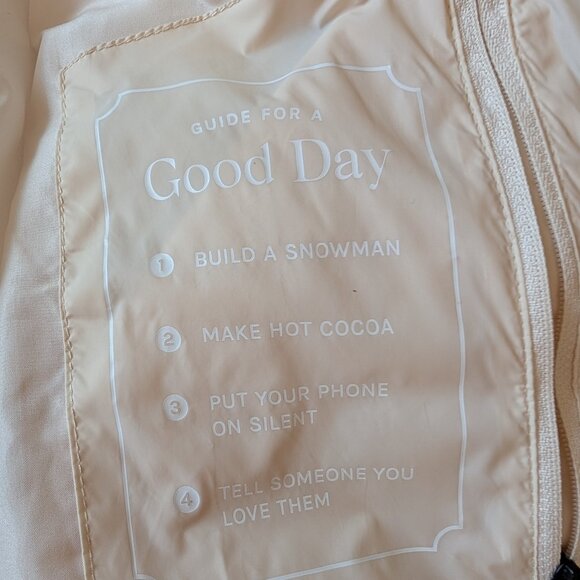 GUIDE FOR A
Good Day
1 BUILD A SNOWMAN
2 MAKE HOT COCOA
3 PUT YOUR PHONE
ON SILENT
4 TELL SOMEONE YOU
LOVE THEM